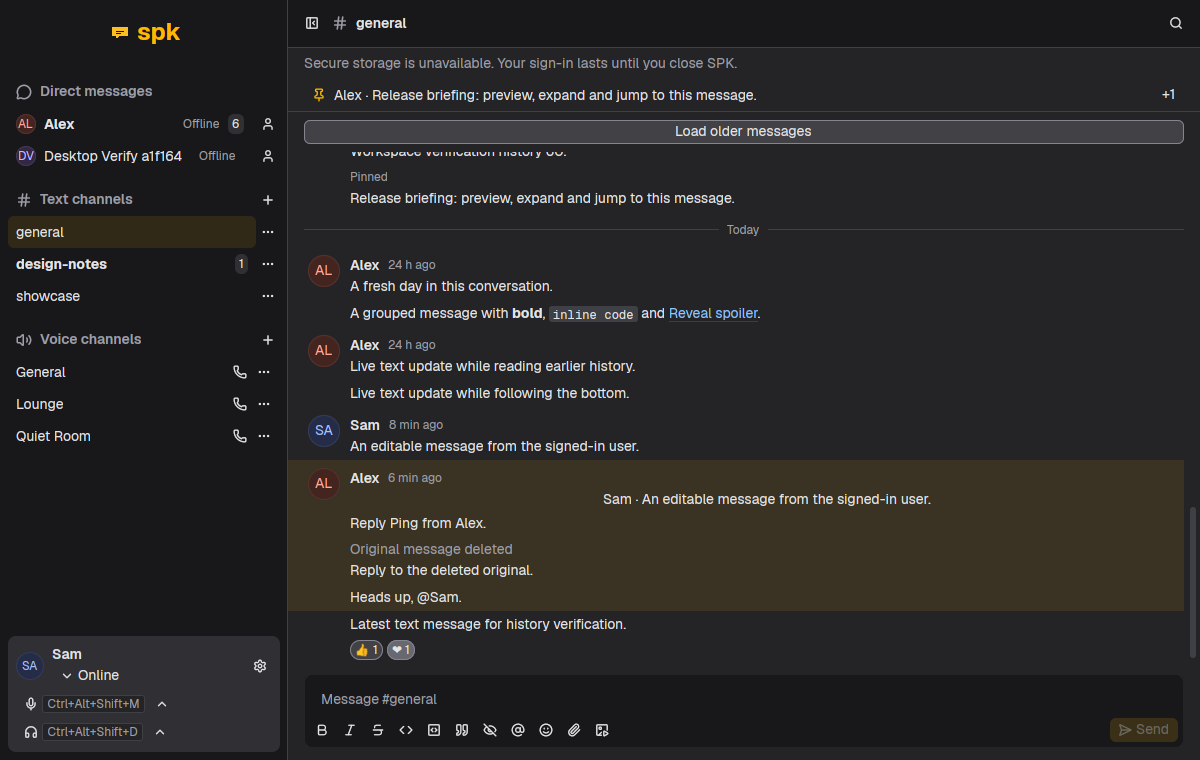 spk
Direct messages
AL Alex Offline 6
DV Desktop Verify a1f164 Offline
Text channels
general
design-notes 1
showcase
Voice channels
General
Lounge
Quiet Room
SA Sam
Online
Ctrl+Alt+Shift+M
Ctrl+Alt+Shift+D
# general
Secure storage is unavailable. Your sign-in lasts until you close SPK.
Alex · Release briefing: preview, expand and jump to this message. +1
Load older messages
Workspace verification history 60.
Pinned
Release briefing: preview, expand and jump to this message.
Today
AL Alex 24 h ago
A fresh day in this conversation.
A grouped message with bold, inline code and Reveal spoiler.
AL Alex 24 h ago
Live text update while reading earlier history.
Live text update while following the bottom.
SA Sam 8 min ago
An editable message from the signed-in user.
AL Alex 6 min ago
Sam · An editable message from the signed-in user.
Reply Ping from Alex.
Original message deleted
Reply to the deleted original.
Heads up, @Sam.
Latest text message for history verification.
👍 1 ❤ 1
Message #general
Send